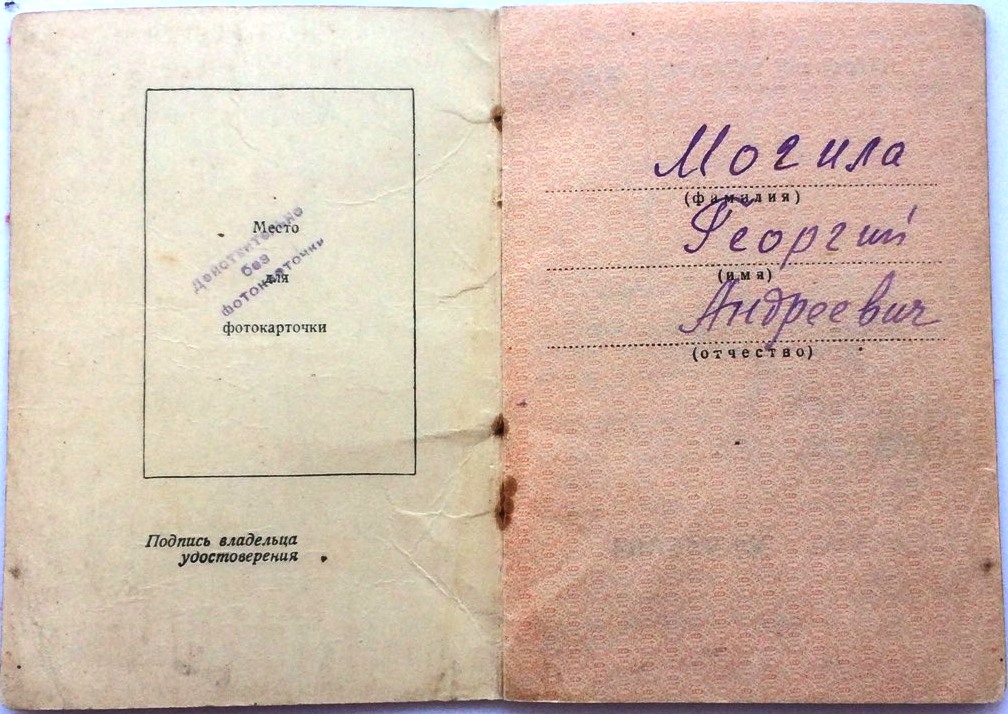 Место
для
фотокарточки
Действительно
без
фотокарточки
Подпись владельца
удостоверения
Могила
(фамилия)
Георгий
(имя)
Андреевич
(отчество)